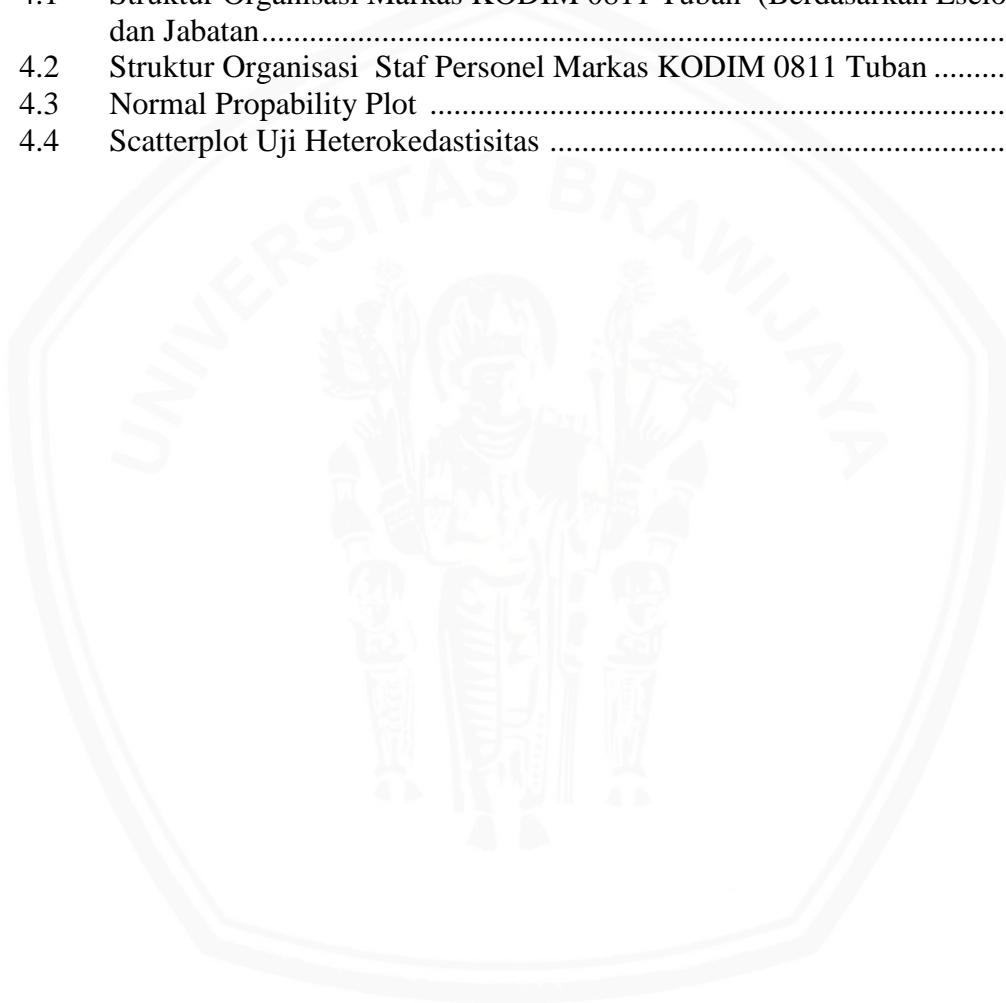 4.1 Struktur Organisasi Markas KODIM 0811 Tuban (Berdasarkan
dan Jabatan..............................................................................................
4.2 Struktur Organisasi Staf Personel Markas KODIM 0811 Tuban .........
4.3 Normal Propability Plot ........................................................................
4.4 Scatterplot Uji Heterokedastisitas .........................................................
UNIVERSITAS BRAWIJAYA